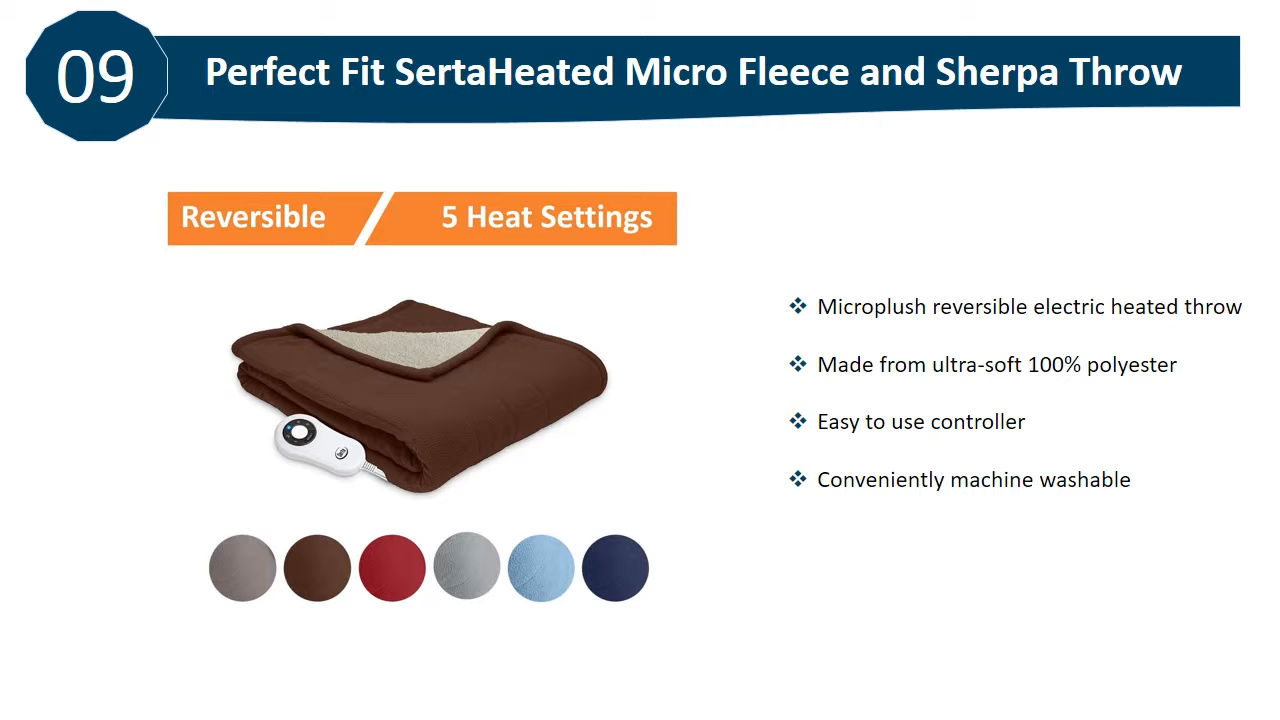 09
Perfect Fit SertaHeated Micro Fleece and Sherpa Throw
Reversible
5 Heat Settings
Microplush reversible electric heated throw
Made from ultra-soft 100% polyester
Easy to use controller
Conveniently machine washable